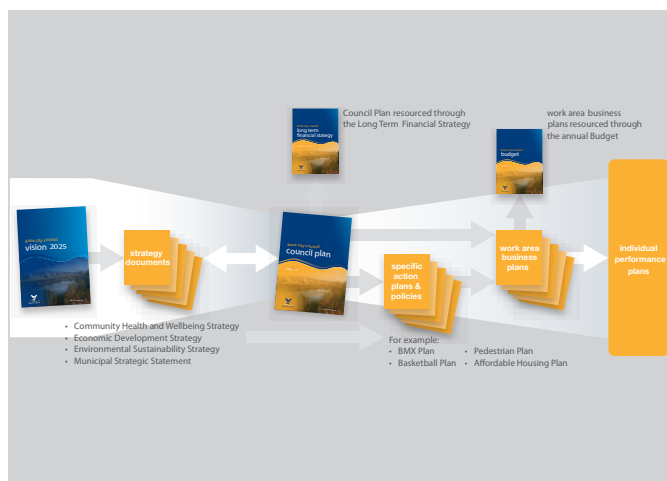 long term
financial stategy
Council Plan resourced through
the Long Term Financial Strategy
budget
work area business
plans resourced through
the annual Budget
vision 2025
strategy
documents
council plan
specific
action
plans &
policies
work area
business
plans
individual
performance
plans
• Community Health and Wellbeing Strategy
• Economic Development Strategy
• Environmental Sustainability Strategy
• Municipal Strategic Statement
For example:
• BMX Plan • Pedestrian Plan
• Basketball Plan • Affordable Housing Plan